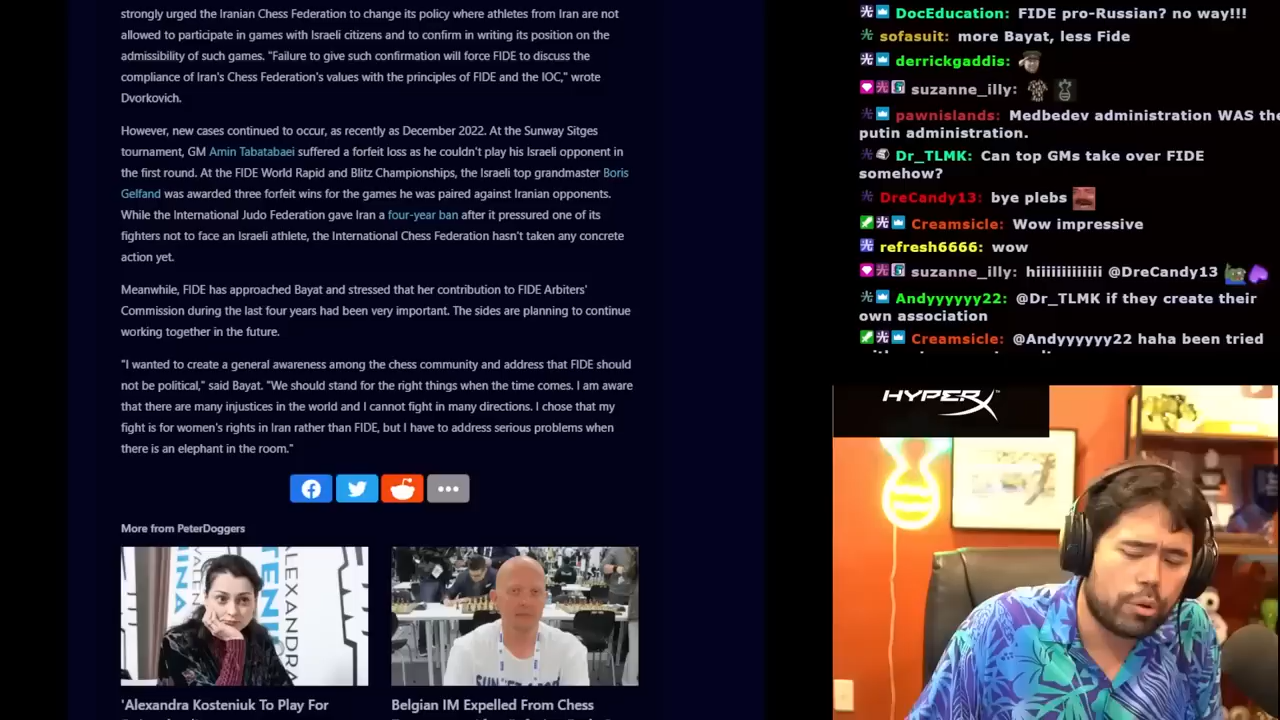 strongly urged the Iranian Chess Federation to change its policy where athletes from Iran are not
allowed to participate in games with Israeli citizens and to confirm in writing its position on the
admissibility of such games. "Failure to give such confirmation will force FIDE to discuss the
compliance of Iran's Chess Federation's values with the principles of FIDE and the IOC," wrote
Dvorkovich.
However, new cases continued to occur, as recently as December 2022. At the Sunway Sitges
tournament, GM Amin Tabatabaei suffered a forfeit loss as he couldn't play his Israeli opponent in
the first round. At the FIDE World Rapid and Blitz Championships, the Israeli top grandmaster Boris
Gelfand was awarded three forfeit wins for the games he was paired against Iranian opponents.
While the International Judo Federation gave Iran a four-year ban after it pressured one of its
fighters not to face an Israeli athlete, the International Chess Federation hasn't taken any concrete
action yet.
Meanwhile, FIDE has approached Bayat and stressed that her contribution to FIDE Arbiters'
Commission during the last four years had been very important. The sides are planning to continue
working together in the future.
"I wanted to create a general awareness among the chess community and address that FIDE should
not be political," said Bayat. "We should stand for the right things when the time comes. I am aware
that there are many injustices in the world and I cannot fight in many directions. I chose that my
fight is for women's rights in Iran rather than FIDE, but I have to address serious problems when
there is an elephant in the room."
More from PeterDoggers
ALEXANDRA
'Alexandra Kosteniuk To Play For
Belgian IM Expelled From Chess
DocEducation: FIDE pro-Russian? no way!!!
sofasuit: more Bayat, less Fide
derrickgaddis:
suzanne_illy:
pawnislands: Medbedev administration WAS the
putin administration.
Dr_TLMK: Can top GMs take over FIDE
somehow?
DreCandy13: bye plebs
Creamsicle: Wow impressive
refresh6666: wow
suzanne_illy: hiiiiiiiiiiiii @DreCandy13
Andyyyyyy22: @Dr_TLMK if they create their
own association
Creamsicle: @Andyyyyyy22 haha been tried
HYPERX